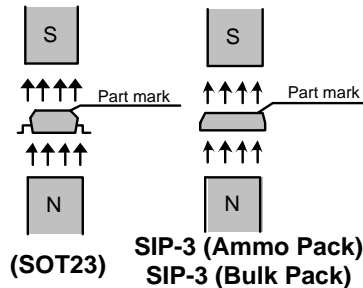 S
S
Part mark
Part mark
N
N
(SOT23)
SIP-3 (Ammo Pack)
SIP-3 (Bulk Pack)